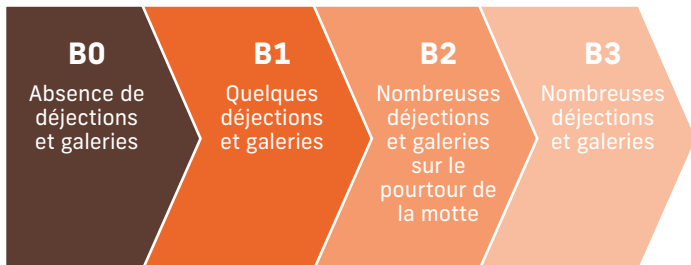 B0
Absence de
déjections
et galeries
B1
Quelques
déjections
et galeries
B2
Nombreuses
déjections
et galeries
sur le
pourtour de
la motte
B3
Nombreuses
déjections
et galeries